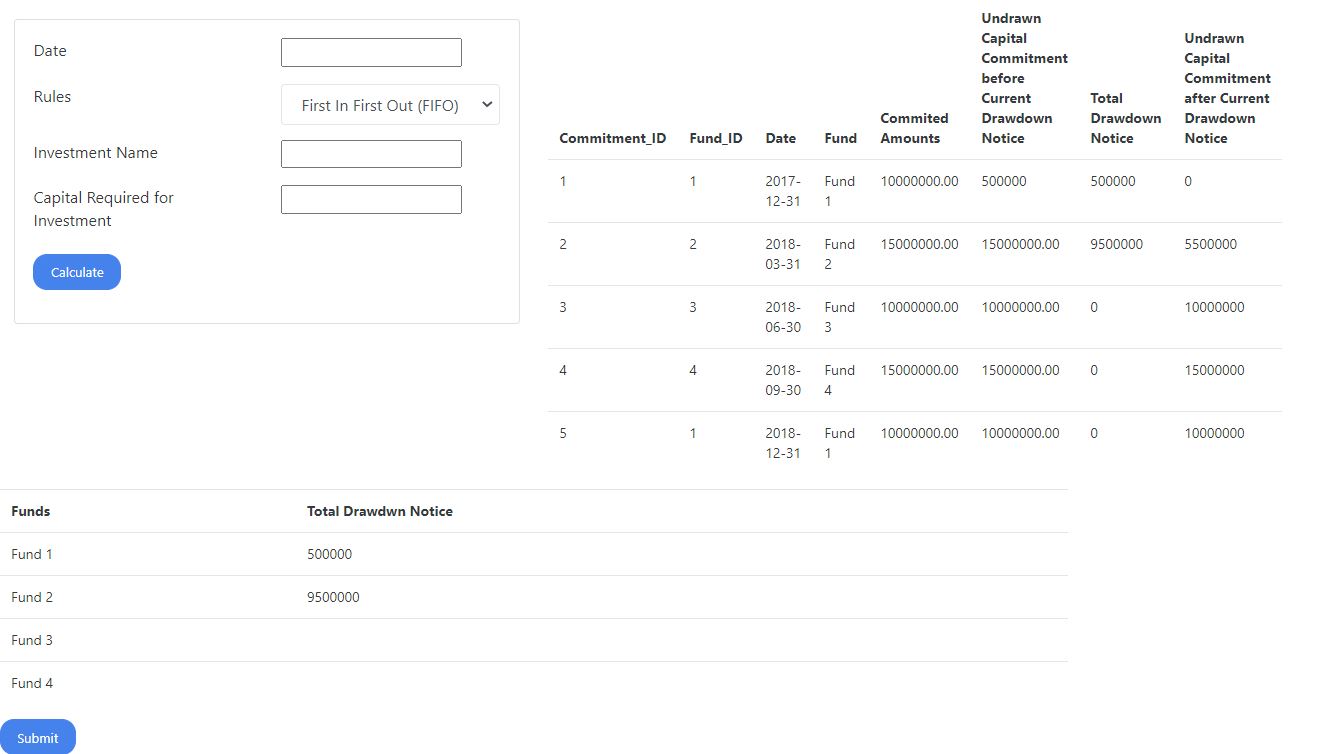 Date
Rules
First In First Out (FIFO)
Investment Name
Capital Required for
Investment
Calculate
Undrawn
Capital
Commitment
before
Current
Drawdown
Notice
Undrawn
Capital
Commitment
after Current
Drawdown
Notice
Total
Drawdown
Notice
Commited
Amounts
Commitment_ID Fund_ID Date Fund
1 1 2017- Fund 10000000.00 500000 500000 0
12-31 1
2 2 2018- Fund 15000000.00 15000000.00 9500000 5500000
03-31 2
3 3 2018- Fund 10000000.00 10000000.00 0 10000000
06-30 3
4 4 2018- Fund 15000000.00 15000000.00 0 15000000
09-30 4
5 1 2018- Fund 10000000.00 10000000.00 0 10000000
12-31 1
Funds Total Drawdwn Notice
Fund 1 500000
Fund 2 9500000
Fund 3
Fund 4
Submit